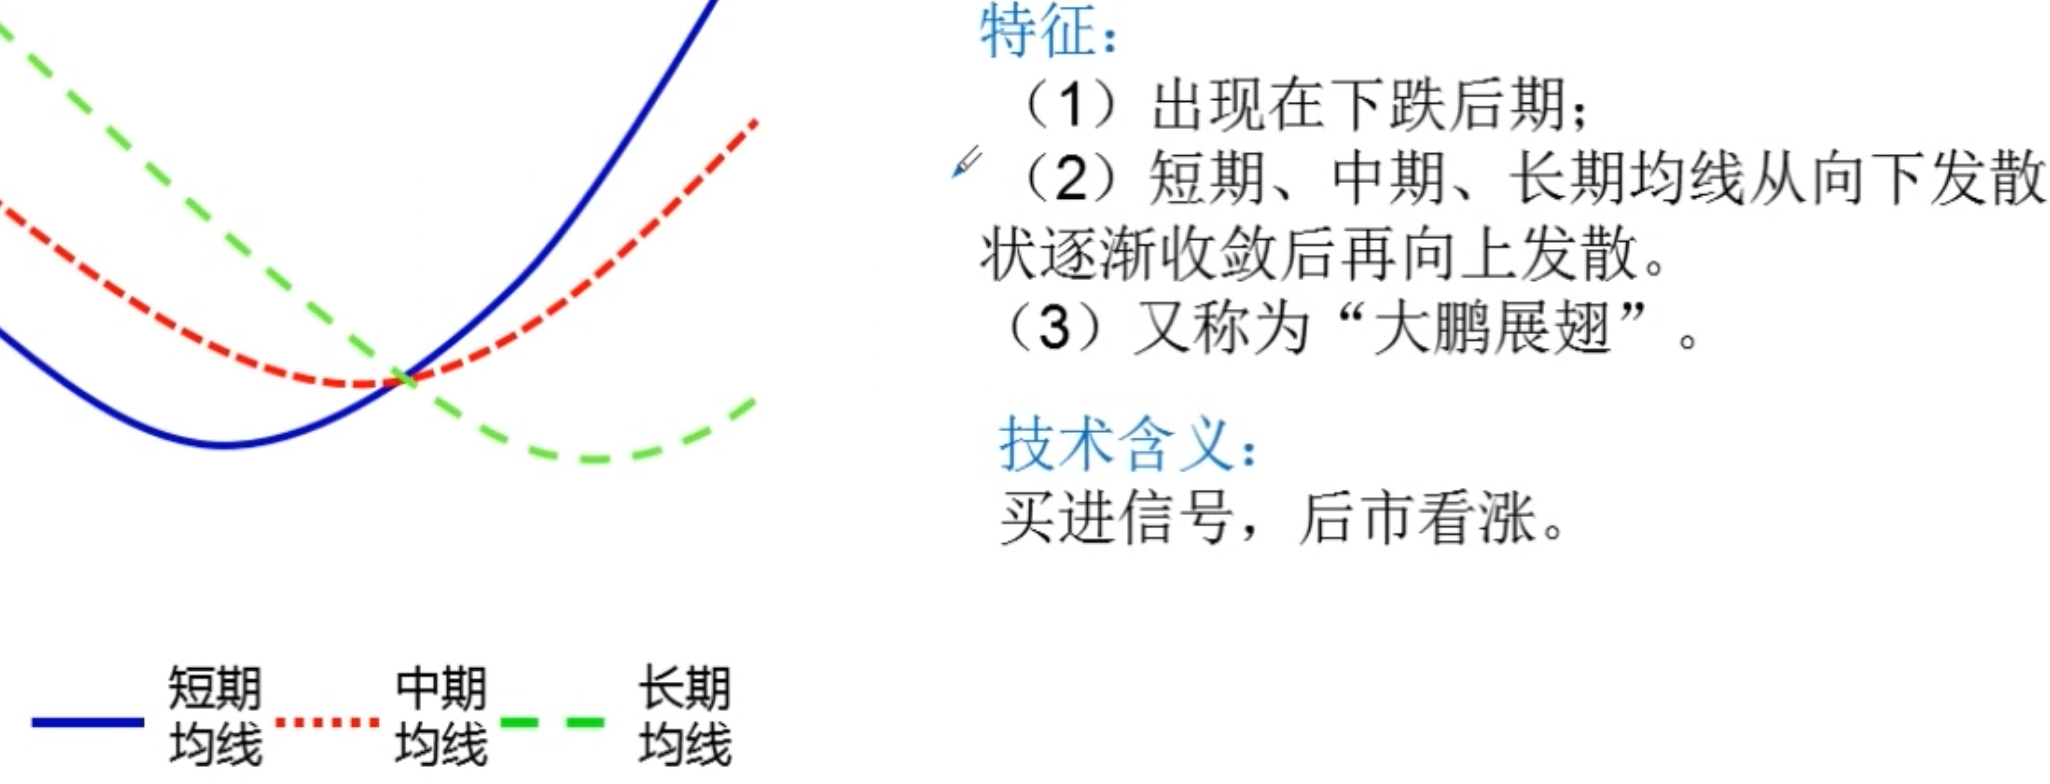 特征：
（1）出现在下跌后期；
（2）短期、中期、长期均线从向下发散
状逐渐收敛后再向上发散。
（3）又称为“大鹏展翅”。
技术含义：
买进信号，后市看涨。
短期
均线
中期
均线
长期
均线